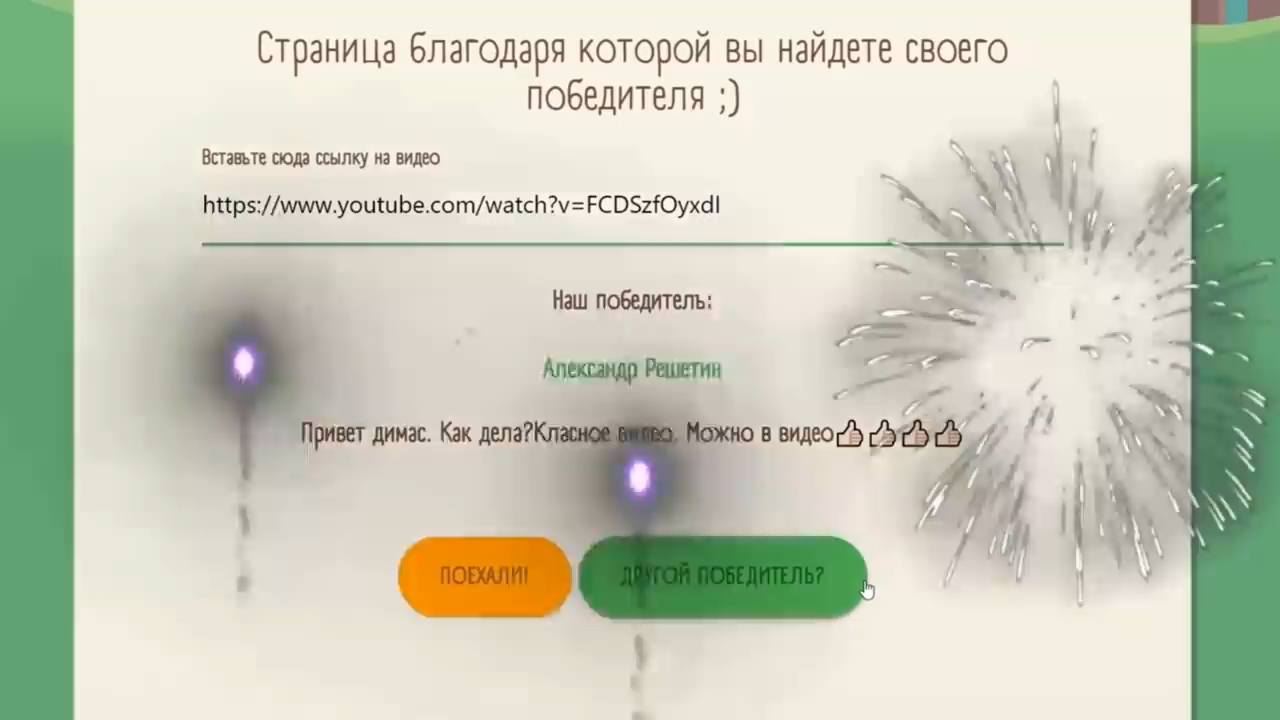 Страница благодаря которой вы найдете своего
победителя ;)
Вставьте сюда ссылку на видео
https://www.youtube.com/watch?v=FCDSzfOyxdI
Наш победитель:
Александр Решетин
Привет димас. Как дела?Класное видео. Можно в видео👍👍👍👍
ПОЕХАЛИ!
ДРУГОЙ ПОБЕДИТЕЛЬ?